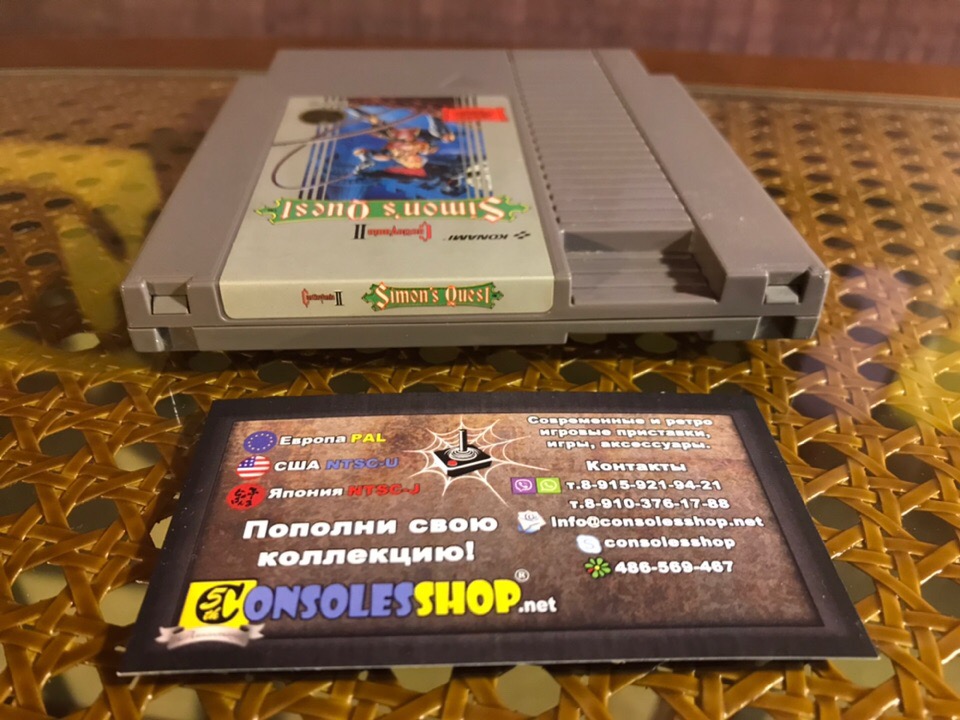 KONAMI
Castlevania II
Simon's Quest
Castlevania II Simon's Quest
Европа PAL
США NTSC-U
Япония NTSC-J
Пополни свою
коллекцию!
CONSOLESSHOP®.net
Современные и ретро
игровые приставки,
игры, аксессуары.
Контакты
т.8-915-921-94-21
т.8-910-376-17-88
info@consolesshop.net
consolesshop
486-569-467